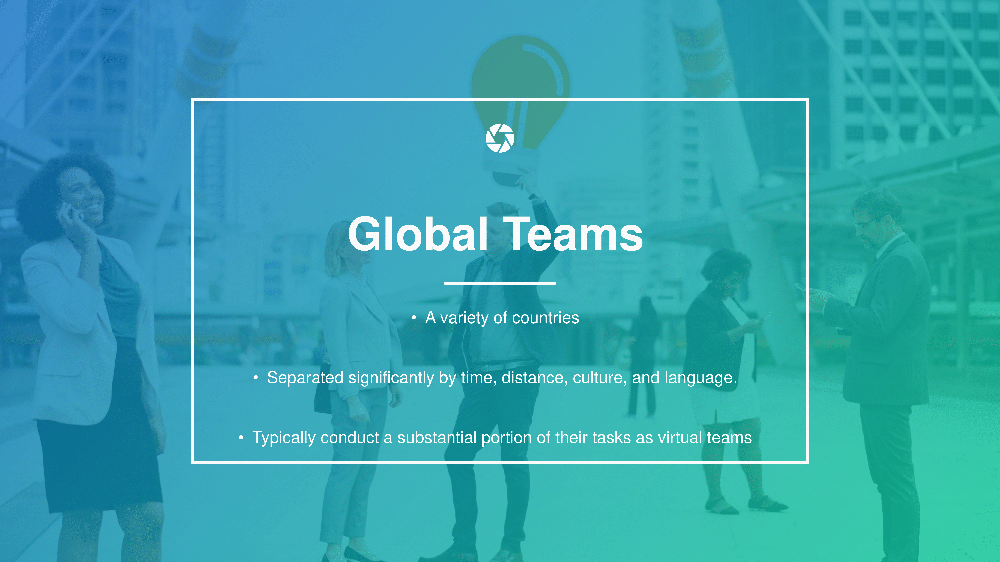 Global Teams
• A variety of countries
• Separated significantly by time, distance, culture, and language.
• Typically conduct a substantial portion of their tasks as virtual teams